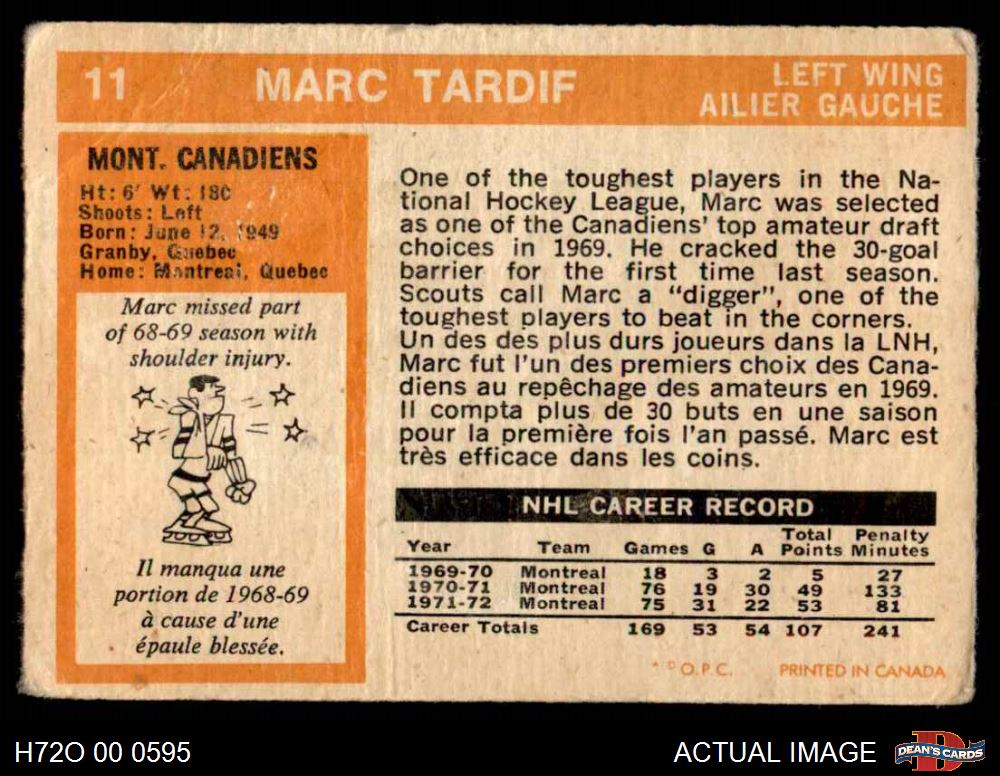 11 MARC TARDIF
LEFT WING
AILIER GAUCHE
MONT. CANADIENS
Ht: 6' Wt: 180
Shoots: Left
Born: June 12, 1949
Granby, Quebec
Home: Montreal, Quebec
Marc missed part
of 68-69 season with
shoulder injury.
Il manqua une
portion de 1968-69
à cause d'une
épaule blessée.
One of the toughest players in the Na-
tional Hockey League, Marc was selected
as one of the Canadiens' top amateur draft
choices in 1969. He cracked the 30-goal
barrier for the first time last season.
Scouts call Marc a "digger", one of the
toughest players to beat in the corners.
Un des des plus durs joueurs dans la LNH,
Marc fut l'un des premiers choix des Cana-
diens au repêchage des amateurs en 1969.
Il compta plus de 30 buts en une saison
pour la première fois l'an passé. Marc est
très efficace dans les coins.
NHL CAREER RECORD
Year Team Games G A Total Points Penalty Minutes
1969-70 Montreal 18 3 2 5 27
1970-71 Montreal 76 19 30 49 133
1971-72 Montreal 75 31 22 53 81
Career Totals 169 53 54 107 241
* © O.P.C. PRINTED IN CANADA
H72O 00 0595
ACTUAL IMAGE
DEAN'S CARDS